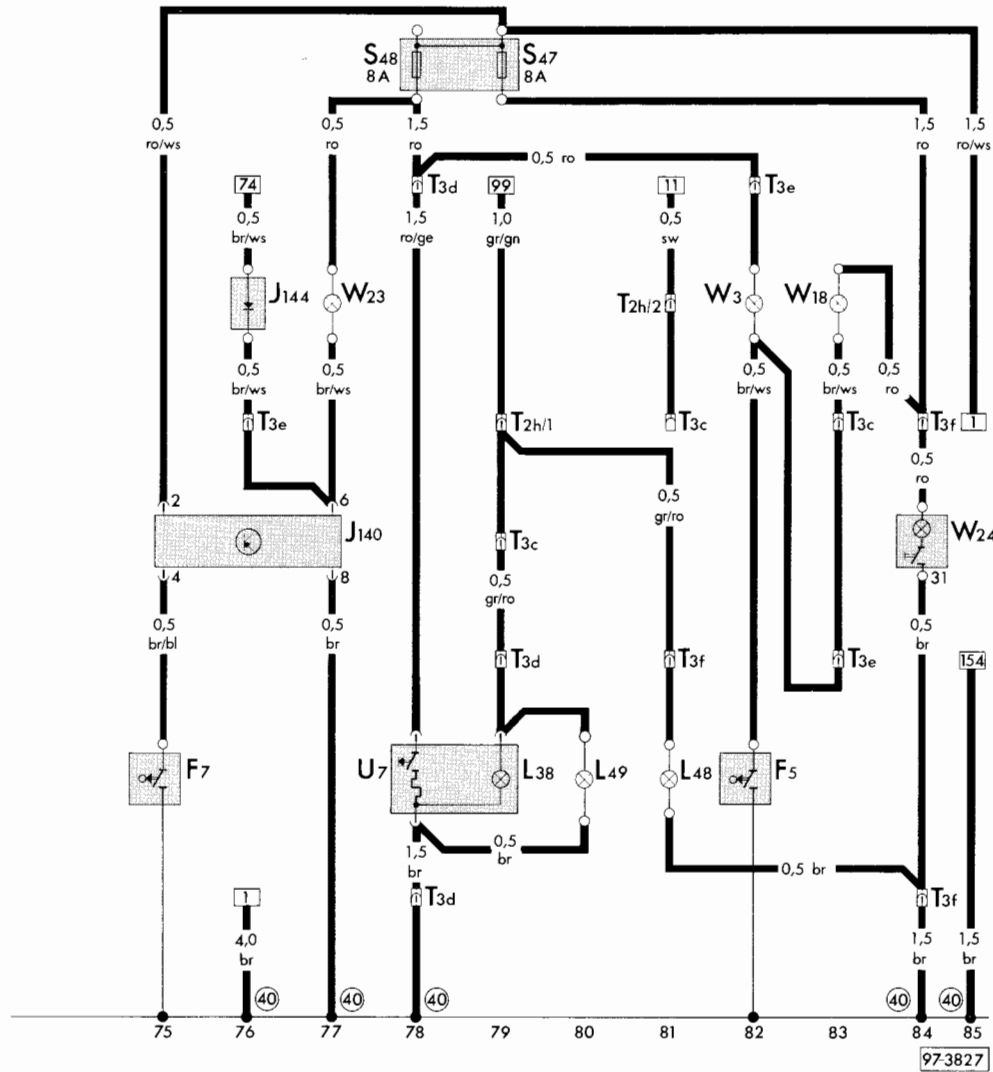 S48 S47
8A 8A
0,5 0,5 1,5 1,5 1,5
ro/ws ro ro ro ro/ws
0,5 ro
74 T3d 99 11 T3e
0,5 1,5 1,0 0,5
br/ws ro/ge gr/gn sw
J144 W23 T2h/2 W3 W18
0,5 0,5 0,5 0,5 0,5
br/ws br/ws br/ws br/ws ro
T3e T2h/1 T3c T3c T3f 1
0,5
ro
2 6 0,5
gr/ro
J140 T3c W24
4 8 0,5 31
gr/ro
0,5 0,5 0,5
br/bl br br
T3d T3f T3e 154
F7 U7 L38 L49 L48 F5
0,5
br
1,5
br
0,5 br
1 T3d T3f
4,0 1,5 1,5
br br br
40 40 40 40 40
75 76 77 78 79 80 81 82 83 84 85
97-3827